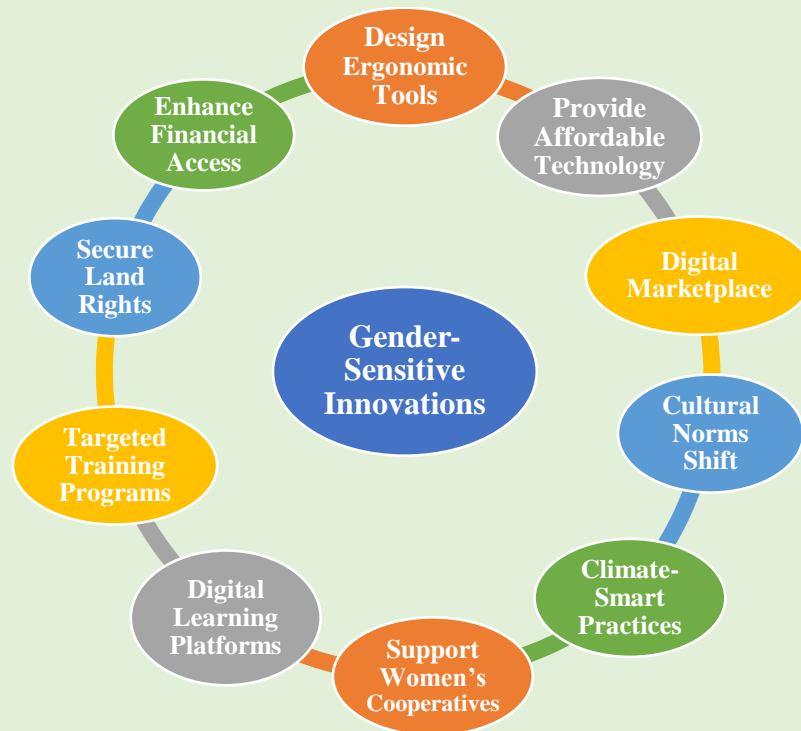 Design
Ergonomic
Tools
Provide
Affordable
Technology
Digital
Marketplace
Cultural
Norms
Shift
Climate-
Smart
Practices
Support
Women’s
Cooperatives
Digital
Learning
Platforms
Targeted
Training
Programs
Secure
Land
Rights
Enhance
Financial
Access
Gender-
Sensitive
Innovations